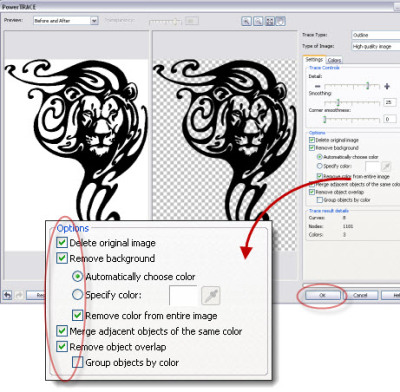 PowerTRACE
Preview: Before and After Transparency:
Trace Type: Outline
Type of Image: High quality image
Settings Colors
Trace Controls
Detail:
Smoothing:
25
Corner smoothness:
0
Options
Delete original image
Remove background
Automatically choose color
Specify color:
Remove color from entire image
Merge adjacent objects of the same color
Remove object overlap
Group objects by color
Trace result details
Curves: 8
Nodes: 1101
Colors: 3
OK Cancel Help
Options
Delete original image
Remove background
Automatically choose color
Specify color:
Remove color from entire image
Merge adjacent objects of the same color
Remove object overlap
Group objects by color